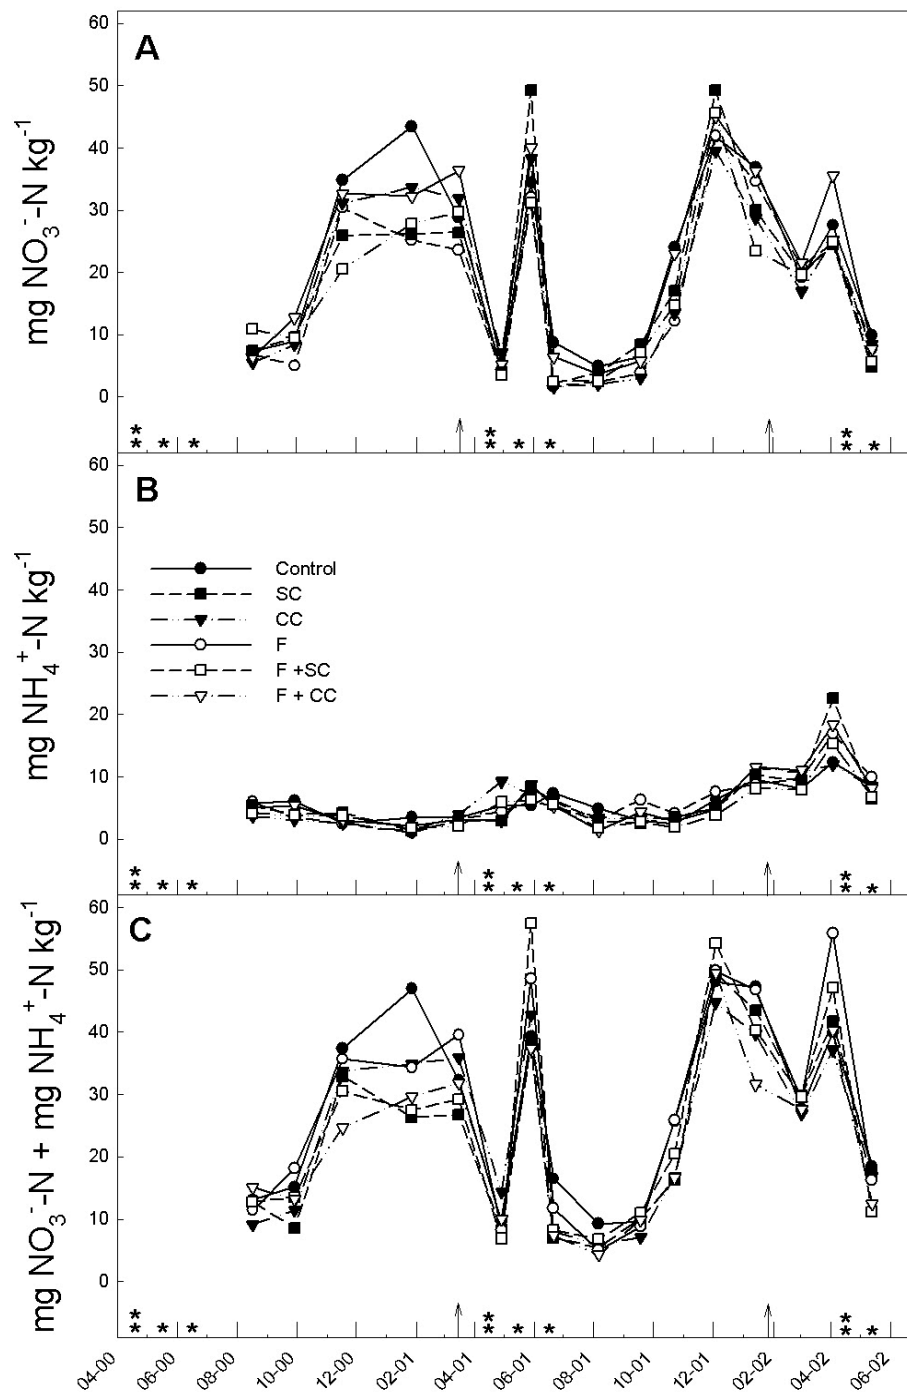 A
mg NO₃⁻-N kg⁻¹
60
50
40
30
20
10
0
** * * ** * * ** *
B
mg NH₄⁺-N kg⁻¹
60
50
40
30
20
10
0
Control
SC
CC
F
F +SC
F + CC
** * * ** * * ** *
C
mg NO₃⁻-N + mg NH₄⁺-N kg⁻¹
60
50
40
30
20
10
0
** * * ** * * ** *
04-00 06-00 08-00 10-00 12-00 02-01 04-01 06-01 08-01 10-01 12-01 02-02 04-02 06-02